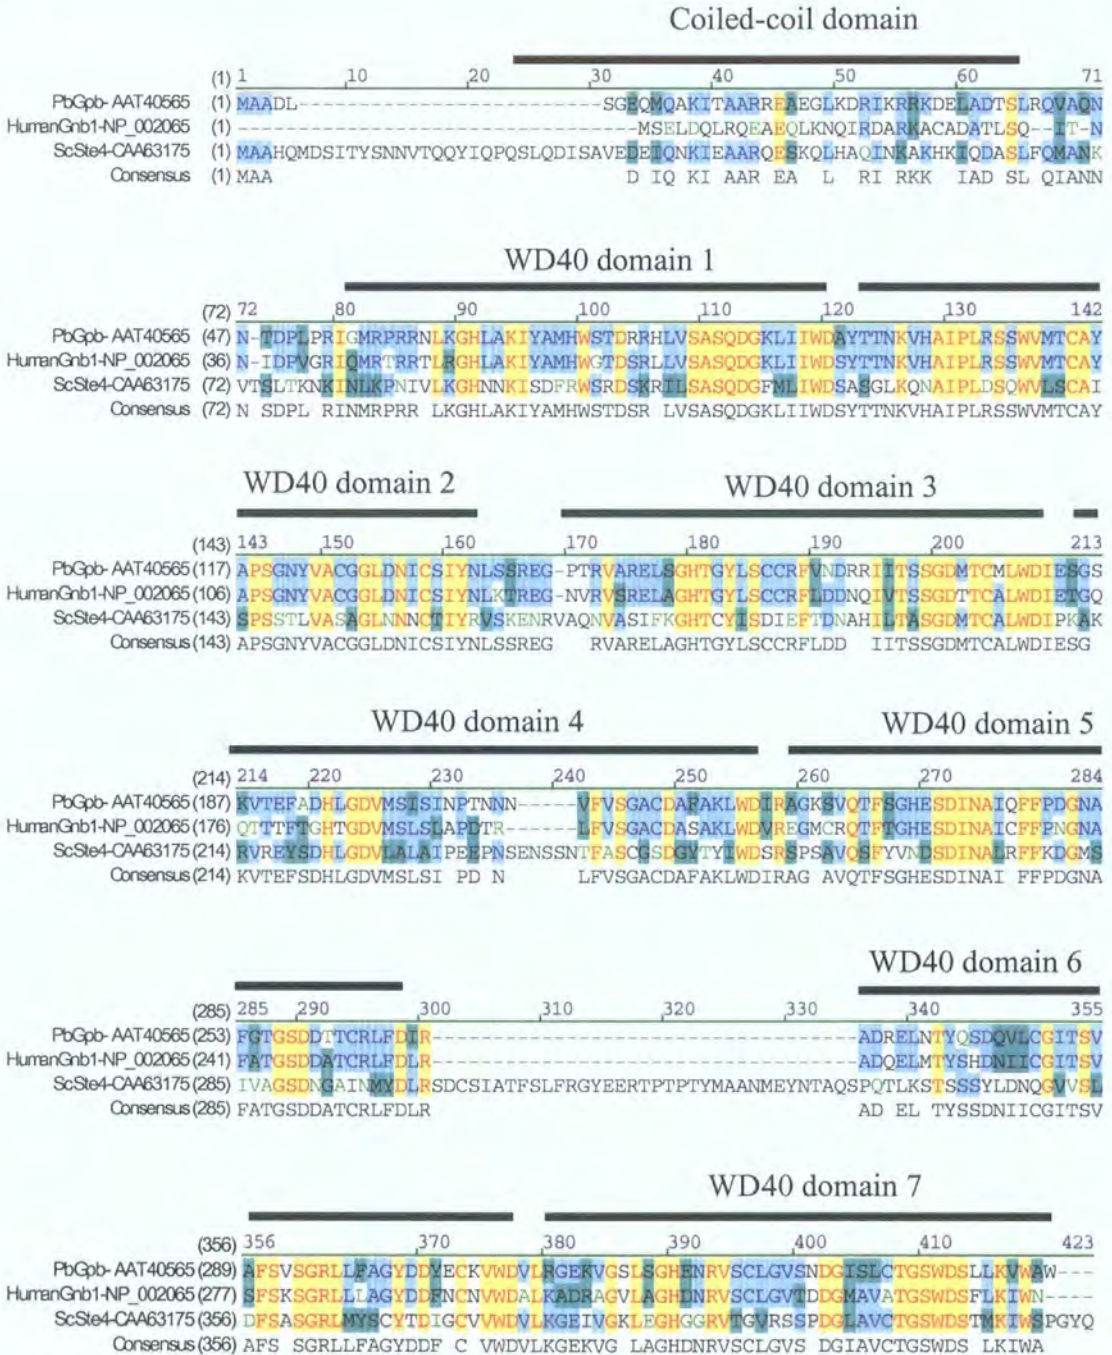 Coiled-coil domain
(1) 1 10 20 30 40 50 60 71
PbGpb- AAT40565 (1) MAADL-------------------------SGEQMQAKITAARREAEGLKDRIKRRKDELADTSLRQVAQN
HumanGnb1-NP_002065 (1) ---------------------------------MSELDQLRQEAEQLKNQIRDARKACADATLSQ--IT-N
ScSte4-CAA63175 (1) MAAHQMDSITYSNNVTQQYIQPQSLQDISAVEDEIQNKIEAARQESKQLHAQINKAKHKIQDASLFQMANK
Consensus (1) MAA D IQ KI AAR EA L RI RKK IAD SL QIANN
WD40 domain 1
(72) 72 80 90 100 110 120 130 142
PbGpb- AAT40565 (47) N-TDPLPRIGMRPRRNLKGHLAKIYAMHWSTDRRHLVSASQDGKLIIWDAYTTNKVHAIPLRSSWVMTCAY
HumanGnb1-NP_002065 (36) N-IDPVGRIQMRTRRTLRGHLAKIYAMHWGTDSRLLVSASQDGKLIIWDSYTTNKVHAIPLRSSWVMTCAY
ScSte4-CAA63175 (72) VTSLTKNKINLKPNIVLKGHNNKISDFRWSRDSKRILSASQDGFMLIWDSASGLKQNAIPLDSQWVLSCAI
Consensus (72) N SDPL RINMRPRR LKGHLAKIYAMHWSTDSR LVSASQDGKLIIWDSYTTNKVHAIPLRSSWVMTCAY
WD40 domain 2 WD40 domain 3
(143) 143 150 160 170 180 190 200 213
PbGpb- AAT40565 (117) APSGNYVACGGLDNICSIYNLSSREG-PTRVARELSGHTGYLSCCRFVNDRRIITSSGDMTCMLWDIESGS
HumanGnb1-NP_002065 (106) APSGNYVACGGLDNICSIYNLKTREG-NVRVSRELAGHTGYLSCCRFLDDNQIVTSSGDTTCALWDIETGQ
ScSte4-CAA63175 (143) SPSSTLVASAGLNNNCTIYRVSKENRVAQNVASIFKGHTCYISDIEFTDNAHILTASGDMTCALWDIPKAK
Consensus (143) APSGNYVACGGLDNICSIYNLSSREG RVARELAGHTGYLSCCRFLDD IITSSGDMTCALWDIESG
WD40 domain 4 WD40 domain 5
(214) 214 220 230 240 250 260 270 284
PbGpb- AAT40565 (187) KVTEFADHLGDVMSISINPTNNN-----VFVSGACDAFAKLWDIRAGKSVQTFSGHESDINAIQFFPDGNA
HumanGnb1-NP_002065 (176) QTTTFTGHTGDVMSLSLAPDTR------LFVSGACDASAKLWDVREGMCRQTFTGHESDINAICFFPNGNA
ScSte4-CAA63175 (214) RVREYSDHLGDVLALAIPEEPNSENSSNTFASCGSDGYTYIWDSRSPSAVQSFYVNDSDINALRFFKDGMS
Consensus (214) KVTEFSDHLGDVMSLSI PD N LFVSGACDAFAKLWDIRAG AVQTFSGHESDINAI FFPDGNA
WD40 domain 6
(285) 285 290 300 310 320 330 340 355
PbGpb- AAT40565 (253) FGTGSDDTTCRLFDIR-----------------------------------ADRELNTYQSDQVLCGITSV
HumanGnb1-NP_002065 (241) FATGSDDATCRLFDLR-----------------------------------ADQELMTYSHDNIICGITSV
ScSte4-CAA63175 (285) IVAGSDNGAINMYDLRSDCSIATFSLFRGYEERTPTPTYMAANMEYNTAQSPQTLKSTSSSYLDNQGVVSL
Consensus (285) FATGSDDATCRLFDLR AD EL TYSSDNIICGITSV
WD40 domain 7
(356) 356 370 380 390 400 410 423
PbGpb- AAT40565 (289) AFSVSGRLLFAGYDDYECKVWDVLRGEKVGSLSGHENRVSCLGVSNDGISLCTGSWDSLLKVWAW---
HumanGnb1-NP_002065 (277) SFSKSGRLLLAGYDDFNCNVWDALKADRAGVLAGHDNRVSCLGVTDDGMAVATGSWDSFLKIWN----
ScSte4-CAA63175 (356) DFSASGRLMYSCYTDIGCVVWDVLKGEIVGKLEGHGGRVTGVRSSPDGLAVCTGSWDSTMKIWSPGYQ
Consensus (356) AFS SGRLLFAGYDDF C VWDVLKGEKVG LAGHDNRVSCLGVS DGIAVCTGSWDS LKIWA